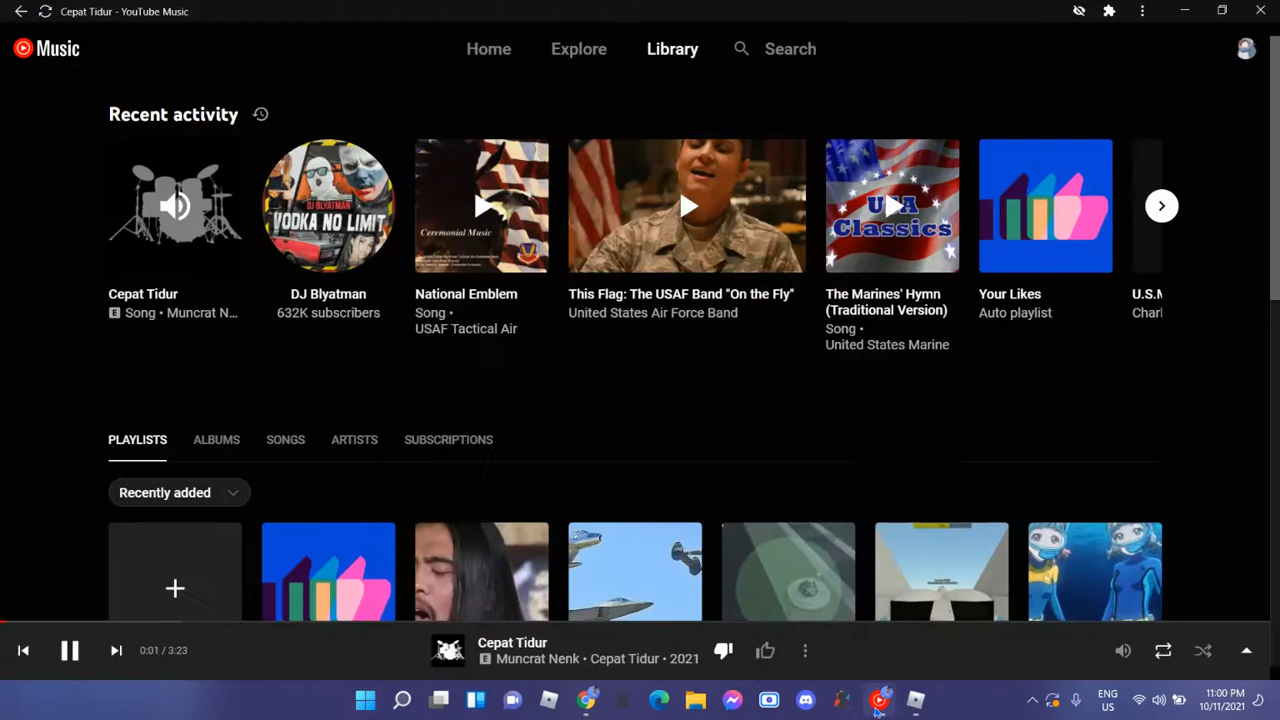 Cepat Tidur - YouTube Music
Music
Home
Explore
Library
Search
Recent activity
DJ BLYATMAN
VODKA NO LIMIT
Ceremonial Music
USA
Classics
Cepat Tidur
E Song • Muncrat N...
DJ Blyatman
632K subscribers
National Emblem
Song •
USAF Tactical Air
This Flag: The USAF Band "On the Fly"
United States Air Force Band
The Marines' Hymn
(Traditional Version)
Song •
United States Marine
Your Likes
Auto playlist
U.S.M
Charl
PLAYLISTS
ALBUMS
SONGS
ARTISTS
SUBSCRIPTIONS
Recently added
0:01 / 3:23
Cepat Tidur
E Muncrat Nenk • Cepat Tidur • 2021
ENG
US
11:00 PM
10/11/2021